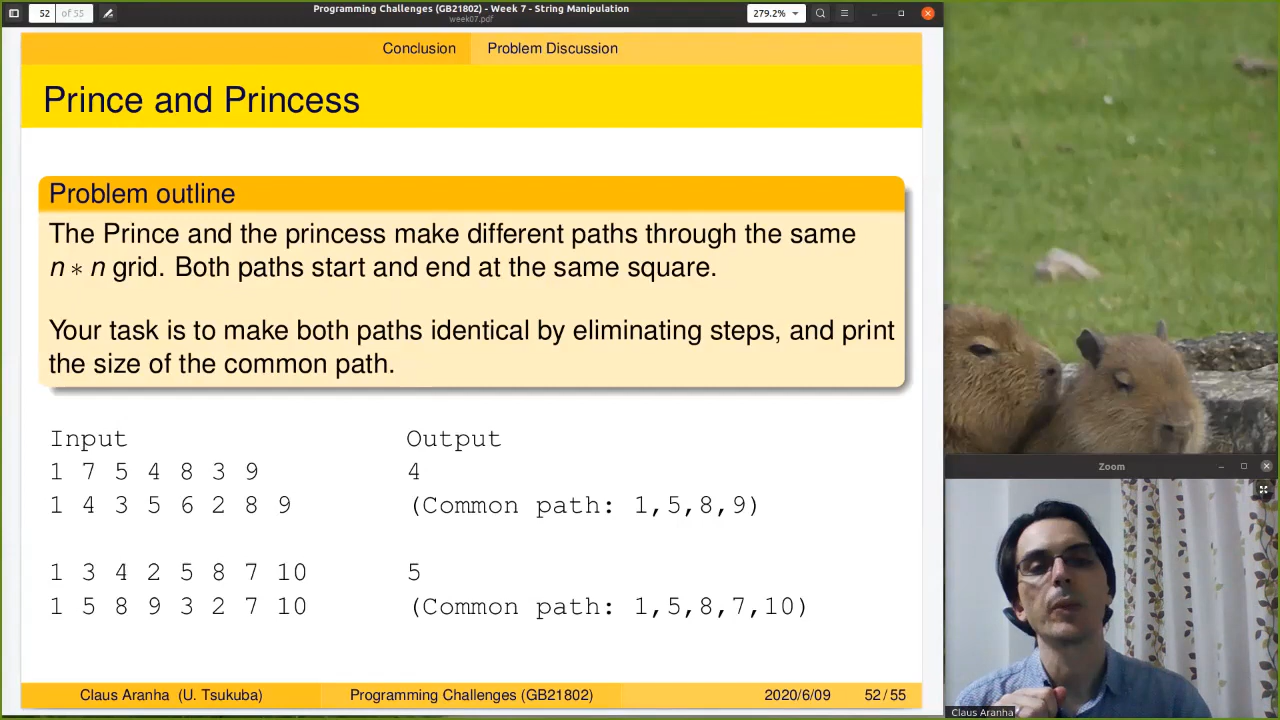 52 of 55
Programming Challenges (GB21802) - Week 7 - String Manipulation
week07.pdf
279.2%
Conclusion Problem Discussion
Prince and Princess
Problem outline
The Prince and the princess make different paths through the same
n ∗ n grid. Both paths start and end at the same square.
Your task is to make both paths identical by eliminating steps, and print
the size of the common path.
Input Output
1 7 5 4 8 3 9 4
1 4 3 5 6 2 8 9 (Common path: 1,5,8,9)
1 3 4 2 5 8 7 10 5
1 5 8 9 3 2 7 10 (Common path: 1,5,8,7,10)
Claus Aranha (U. Tsukuba) Programming Challenges (GB21802) 2020/6/09 52 / 55
Zoom
Claus Aranha